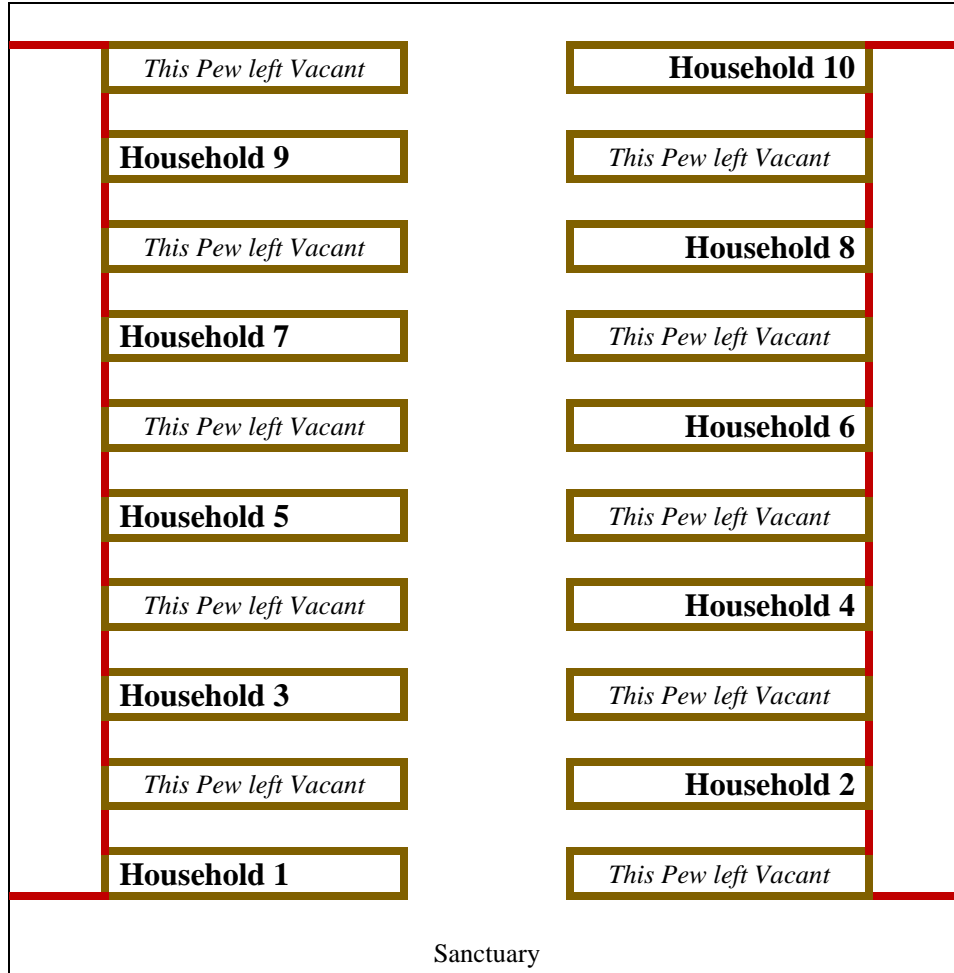 This Pew left Vacant
Household 10
Household 9
This Pew left Vacant
This Pew left Vacant
Household 8
Household 7
This Pew left Vacant
This Pew left Vacant
Household 6
Household 5
This Pew left Vacant
This Pew left Vacant
Household 4
Household 3
This Pew left Vacant
This Pew left Vacant
Household 2
Household 1
This Pew left Vacant
Sanctuary